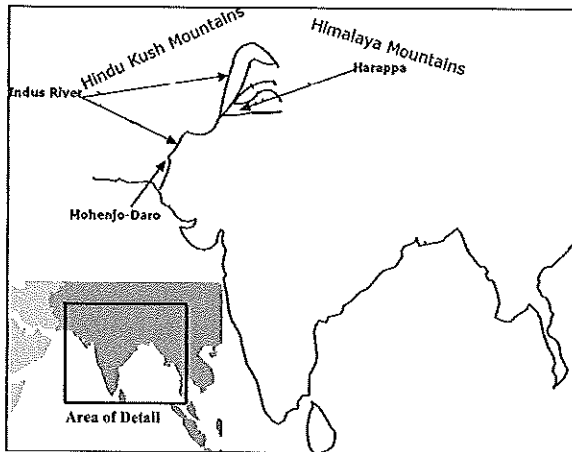 Hindu Kush Mountains
Himalaya Mountains
Harappa
Indus River
Mohenjo-Daro
Area of Detail